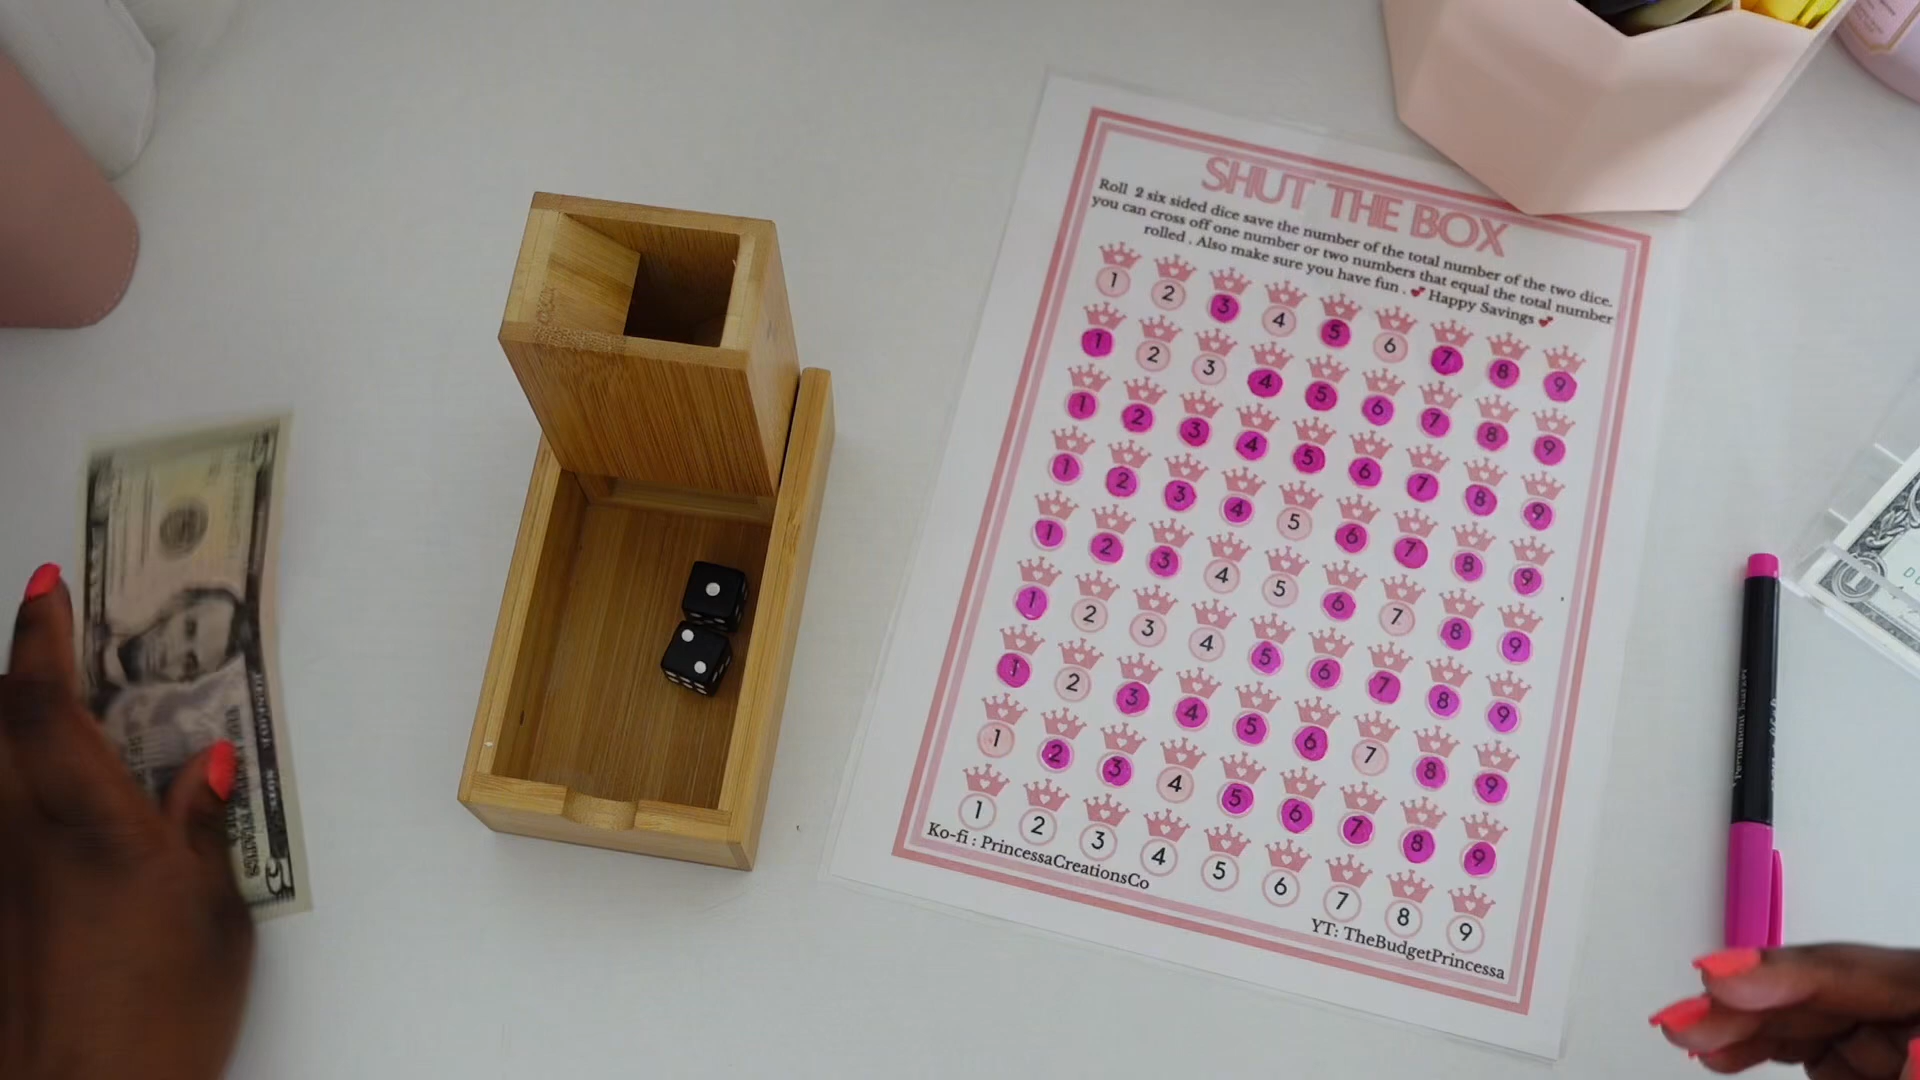 SHUT THE BOX
Roll 2 six sided dice save the number of the total number of the two dice.
you can cross off one number or two numbers that equal the total number
rolled . Also make sure you have fun . 💕 Happy Savings 💕
1 2 3 4 5 6 7 8 9
1 2 3 4 5 6 7 8 9
1 2 3 4 5 6 7 8 9
1 2 3 4 5 6 7 8 9
1 2 3 4 5 6 7 8 9
1 2 3 4 5 6 7 8 9
1 2 3 4 5 6 7 8 9
1 2 3 4 5 6 7 8 9
1 2 3 4 5 6 7 8 9
Ko-fi : PrincessaCreationsCo
YT: TheBudgetPrincessa
Permanent
5